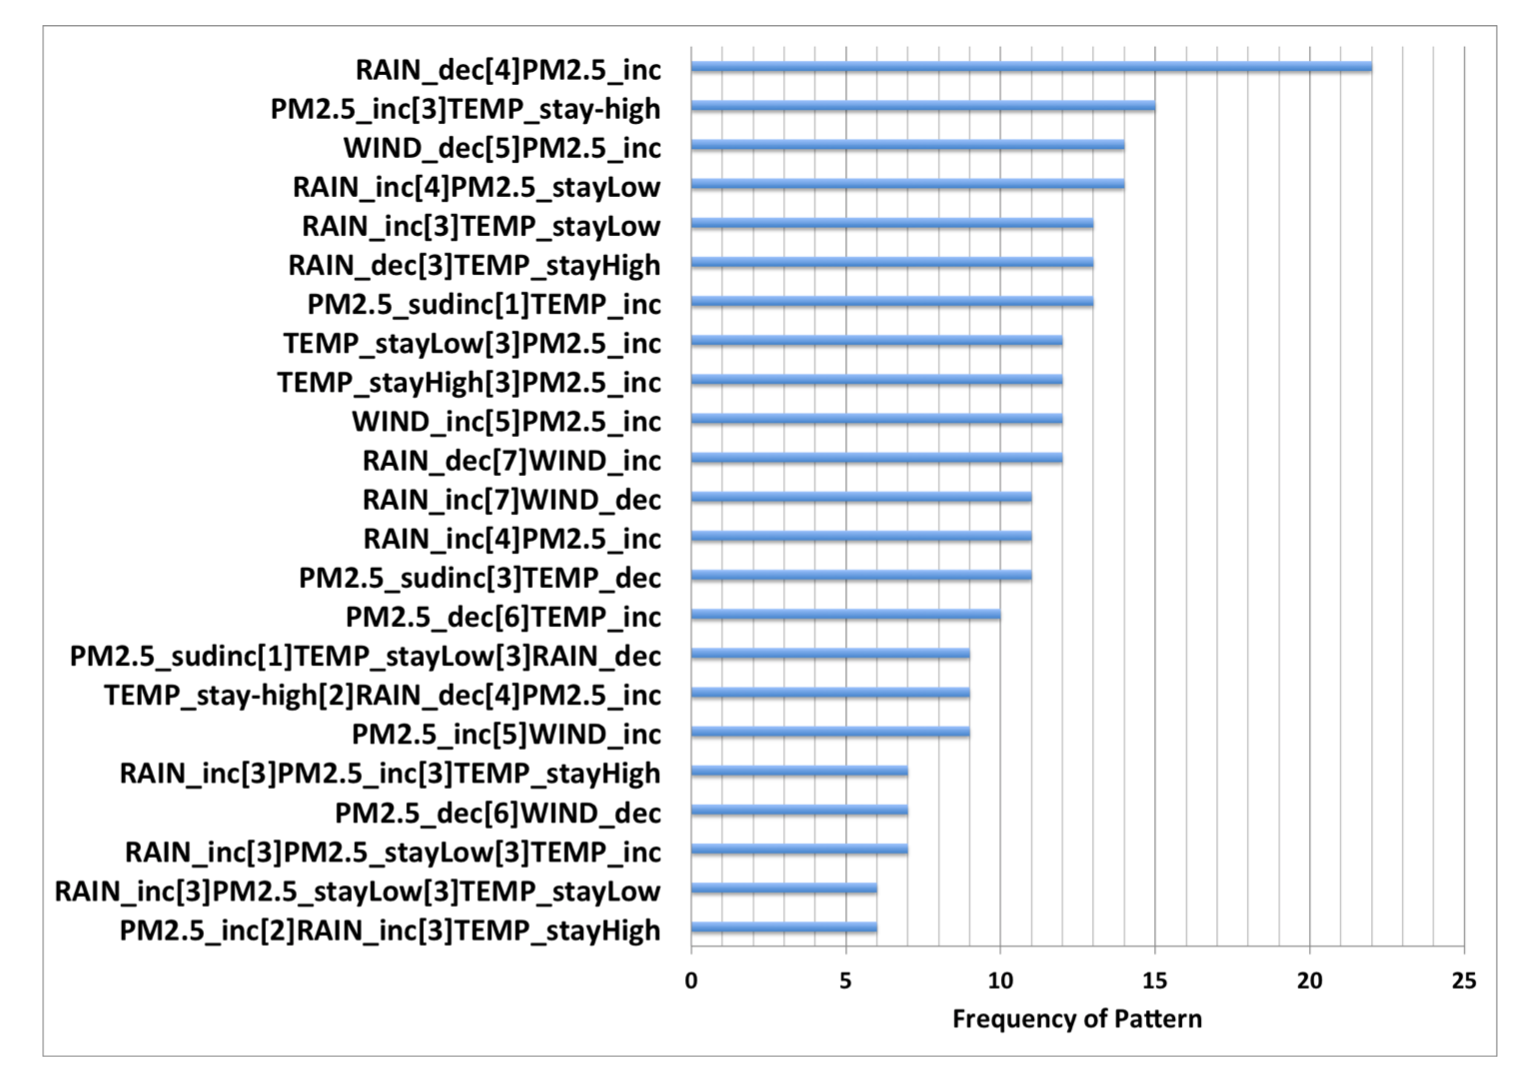 RAIN_dec[4]PM2.5_inc
PM2.5_inc[3]TEMP_stay-high
WIND_dec[5]PM2.5_inc
RAIN_inc[4]PM2.5_stayLow
RAIN_inc[3]TEMP_stayLow
RAIN_dec[3]TEMP_stayHigh
PM2.5_sudinc[1]TEMP_inc
TEMP_stayLow[3]PM2.5_inc
TEMP_stayHigh[3]PM2.5_inc
WIND_inc[5]PM2.5_inc
RAIN_dec[7]WIND_inc
RAIN_inc[7]WIND_dec
RAIN_inc[4]PM2.5_inc
PM2.5_sudinc[3]TEMP_dec
PM2.5_dec[6]TEMP_inc
PM2.5_sudinc[1]TEMP_stayLow[3]RAIN_dec
TEMP_stay-high[2]RAIN_dec[4]PM2.5_inc
PM2.5_inc[5]WIND_inc
RAIN_inc[3]PM2.5_inc[3]TEMP_stayHigh
PM2.5_dec[6]WIND_dec
RAIN_inc[3]PM2.5_stayLow[3]TEMP_inc
RAIN_inc[3]PM2.5_stayLow[3]TEMP_stayLow
PM2.5_inc[2]RAIN_inc[3]TEMP_stayHigh
0 5 10 15 20 25
Frequency of Pattern